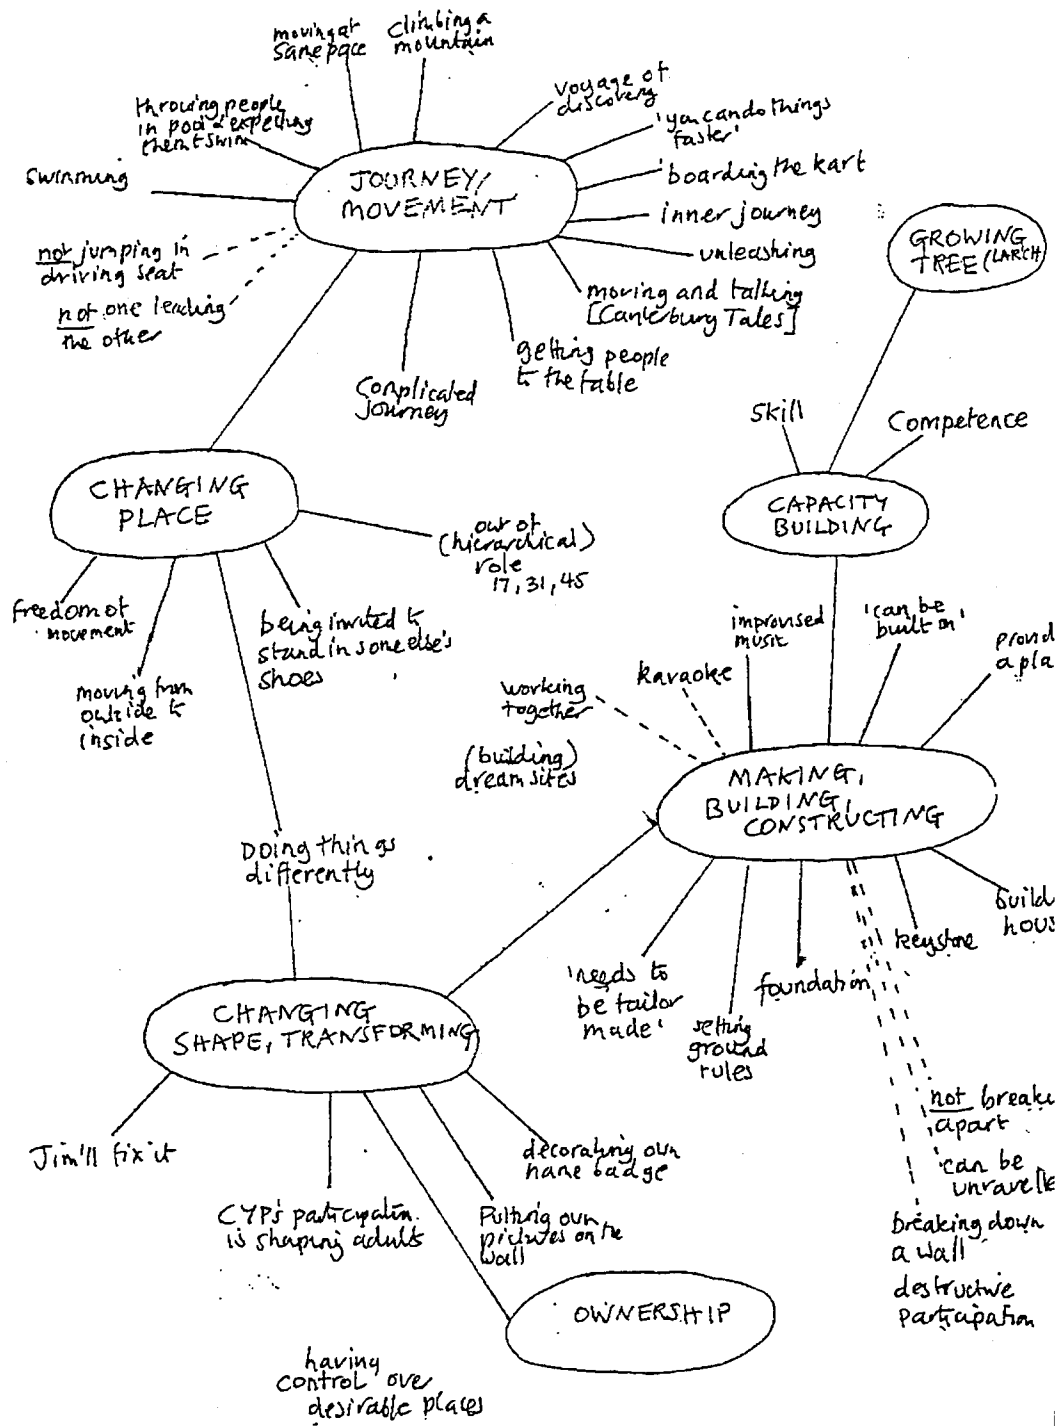 moving at
same pace
climbing a
mountain
voyage of
discovery
'you can do things
faster'
boarding the kart
inner journey
unleashing
moving and talking
[Canterbury Tales]
getting people
to the table
complicated
journey
not one leading
the other
not jumping in
driving seat
swimming
throwing people
in pool & expecting
them t swim
JOURNEY/
MOVEMENT
GROWING
TREE (LARCH)
skill
competence
CAPACITY
BUILDING
CHANGING
PLACE
out of
(hierarchical)
role
17, 31, 45
freedom of
movement
moving from
outside to
inside
being invited to
stand in someone else's
shoes
Doing things
differently
improvised
music
'can be
built on'
provid
a pla
karaoke
working
together
(building)
dream sites
MAKING,
BUILDING,
CONSTRUCTING
'needs to
be tailor
made'
setting
ground
rules
foundation
keystone
build
hous
not breaki
apart
can be
unravelle
breaking down
a wall
destructive
participation
CHANGING
SHAPE, TRANSFORMING
Jim'll fix it
CYP's participation
is shaping adults
Putting own
pictures on the
wall
decorating own
name badge
OWNERSHIP
having
control over
desirable places